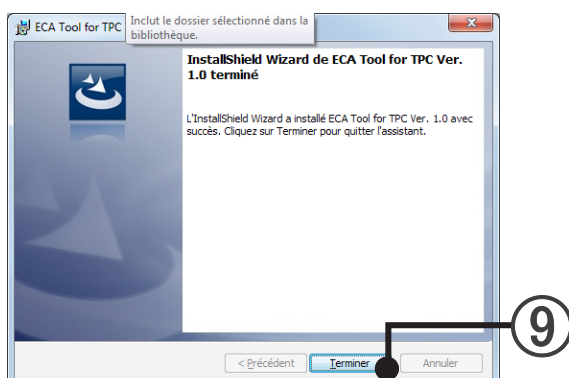 ECA Tool for TPC
Inclut le dossier sélectionné dans la
bibliothèque.
InstallShield Wizard de ECA Tool for TPC Ver.
1.0 terminé
L'InstallShield Wizard a installé ECA Tool for TPC Ver. 1.0 avec
succès. Cliquez sur Terminer pour quitter l'assistant.
< Précédent
Terminer
Annuler
⑨